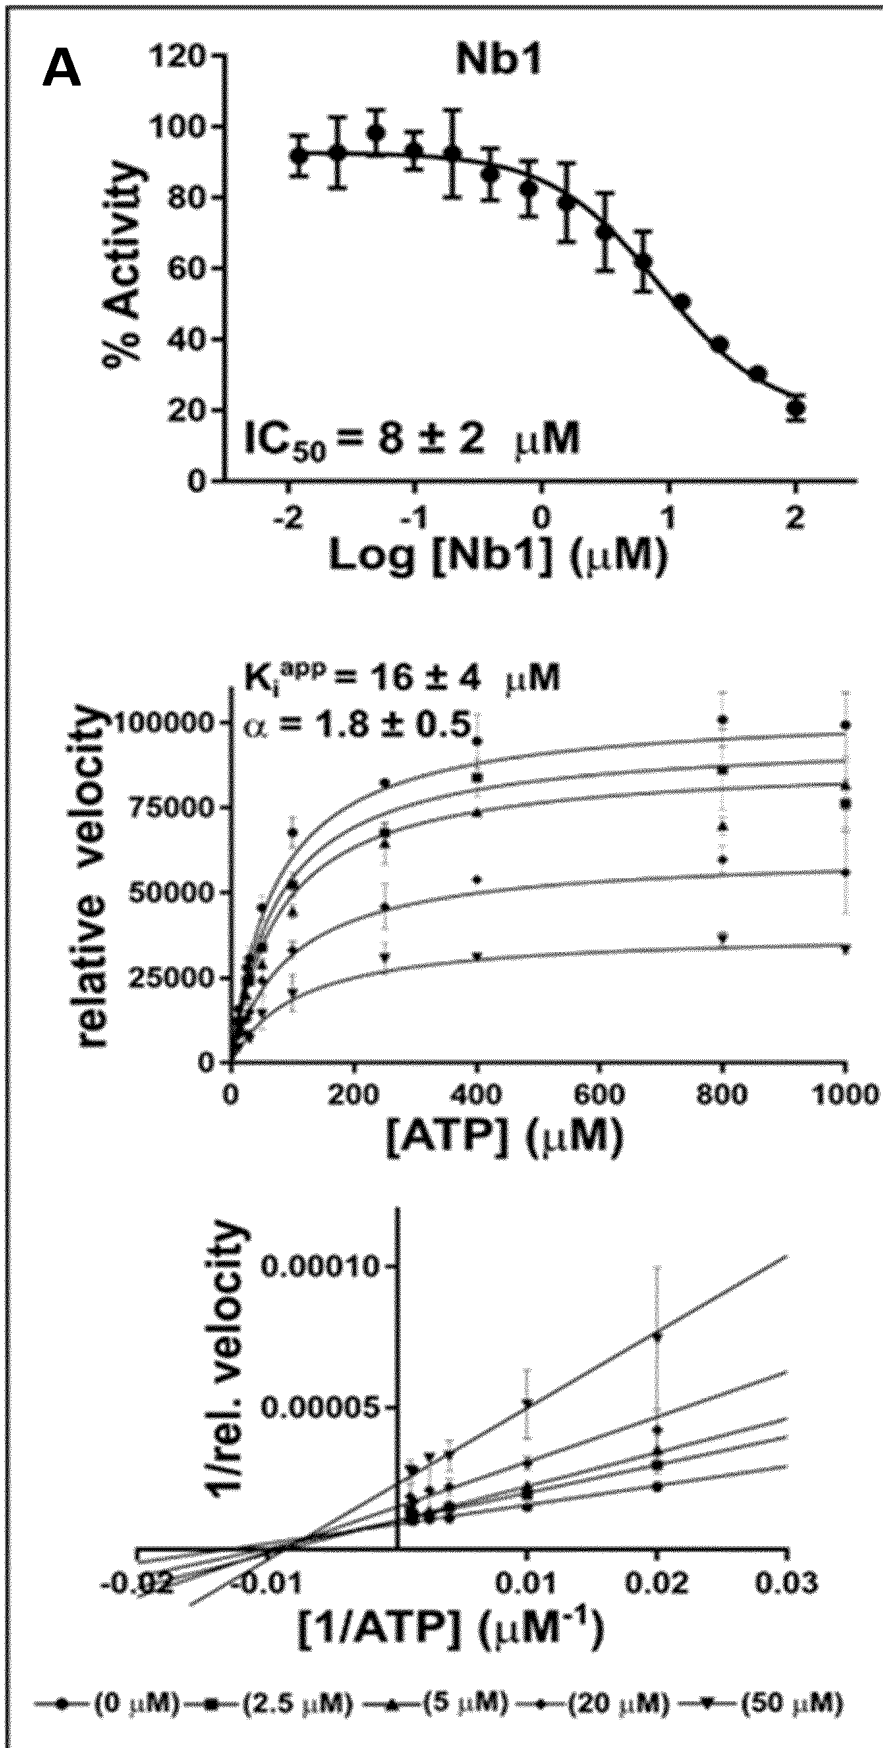 A
Nb1
120
100
80
60
40
20
0
% Activity
IC50 = 8 ± 2 μM
-2 -1 0 1 2
Log [Nb1] (μM)
Kiapp = 16 ± 4 μM
α = 1.8 ± 0.5
100000
75000
50000
25000
0
relative velocity
0 200 400 600 800 1000
[ATP] (μM)
0.00010
0.00005
1/rel. velocity
-0.02 -0.01 0.01 0.02 0.03
[1/ATP] (μM-1)
(0 μM) (2.5 μM) (5 μM) (20 μM) (50 μM)